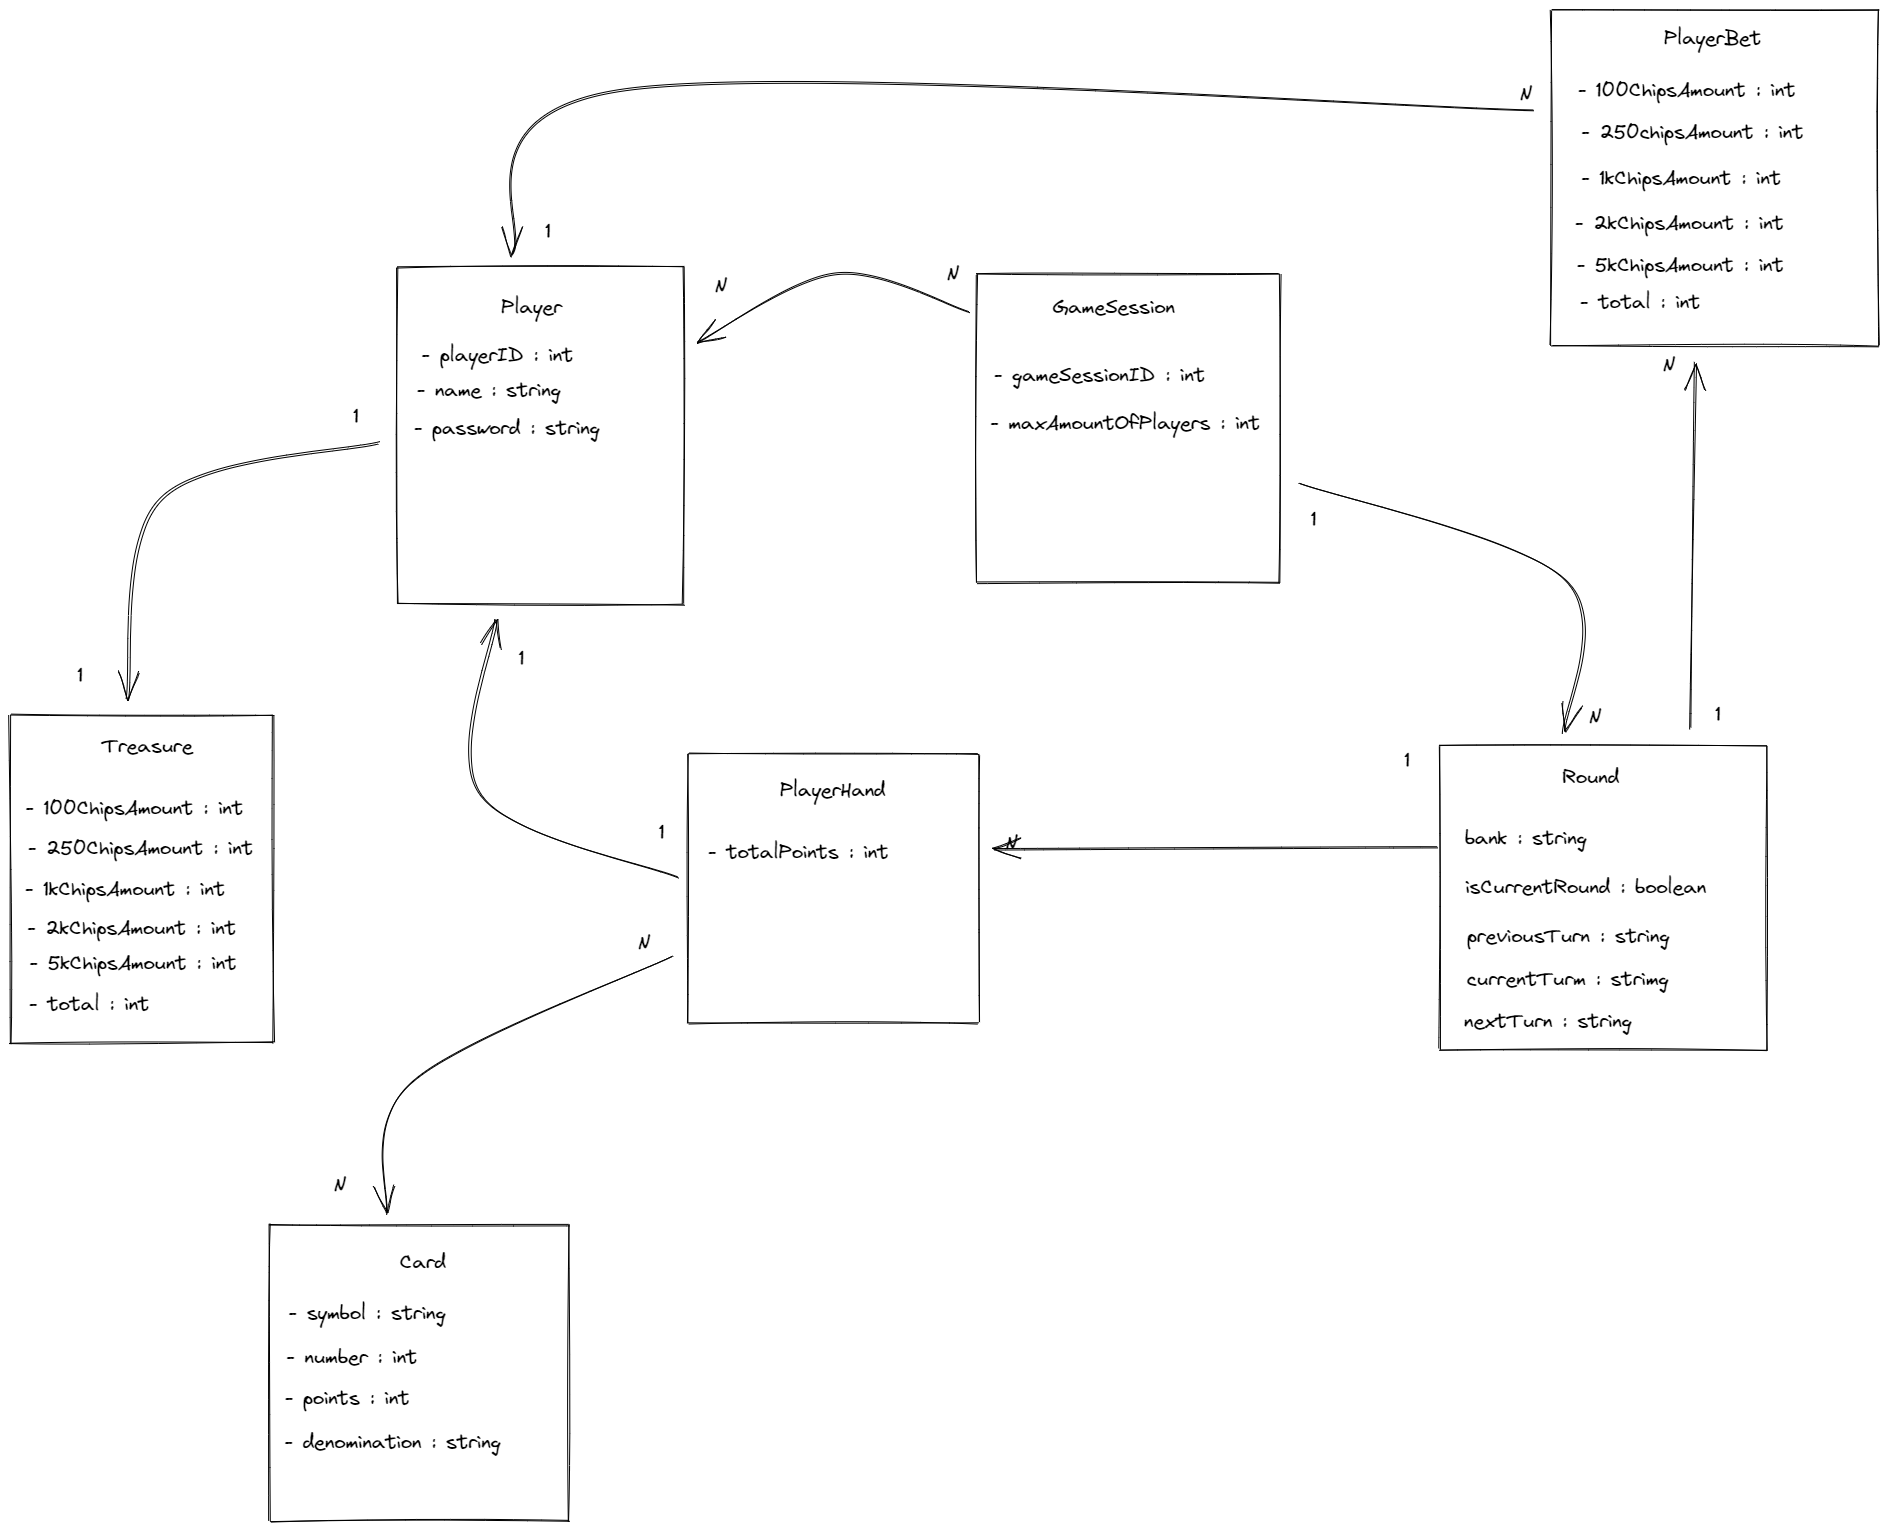 PlayerBet
- 100ChipsAmount : int
- 250chipsAmount : int
- 1kChipsAmount : int
- 2kChipsAmount : int
- 5kChipsAmount : int
- total : int
N
1
N
N
Player
- playerID : int
- name : string
- password : string
GameSession
- gameSessionID : int
- maxAmountOfPlayers : int
N
1
1
1
1
N
1
Treasure
- 100ChipsAmount : int
- 250ChipsAmount : int
- 1kChipsAmount : int
- 2kChipsAmount : int
- 5kChipsAmount : int
- total : int
PlayerHand
- totalPoints : int
1
N
1
N
Round
bank : string
isCurrentRound : boolean
previousTurn : string
currentTurm : strimg
nextTurn : string
N
Card
- symbol : string
- number : int
- points : int
- denomination : string